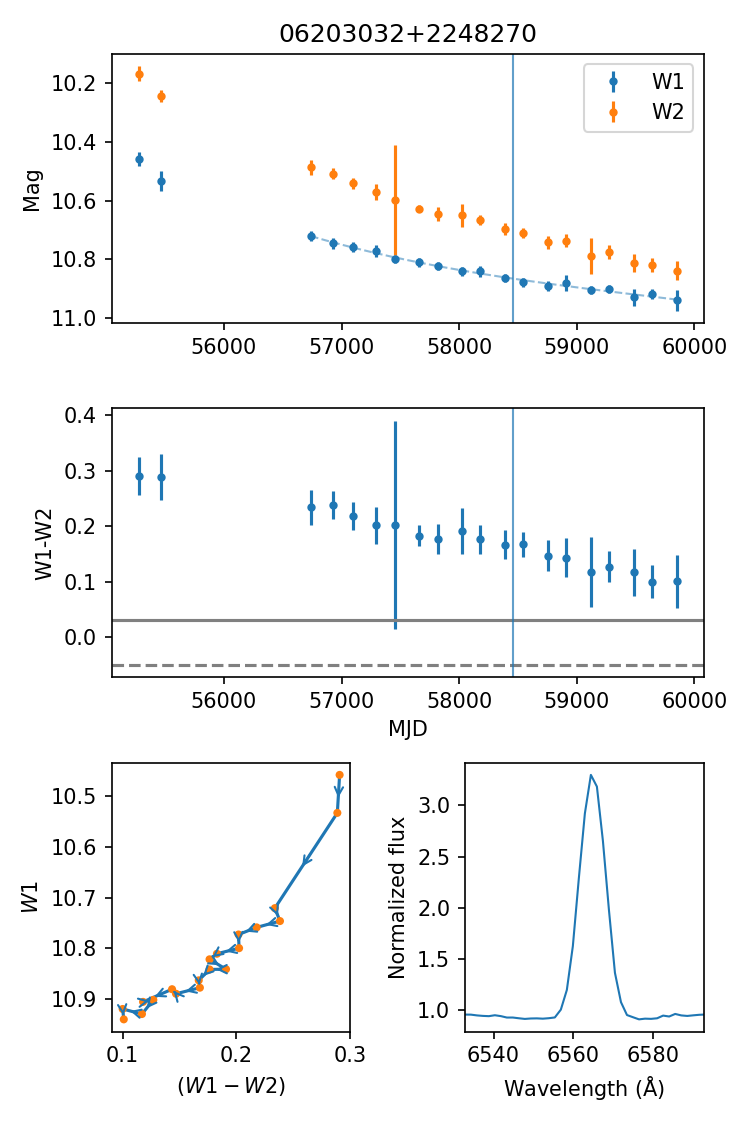 06203032+2248270
W1
W2
Mag
10.2
10.4
10.6
10.8
11.0
56000 57000 58000 59000 60000
W1-W2
0.4
0.3
0.2
0.1
0.0
56000 57000 58000 59000 60000
MJD
W1
10.5
10.6
10.7
10.8
10.9
0.1 0.2 0.3
(W1 − W2)
Normalized flux
3.0
2.5
2.0
1.5
1.0
6540 6560 6580
Wavelength (Å)